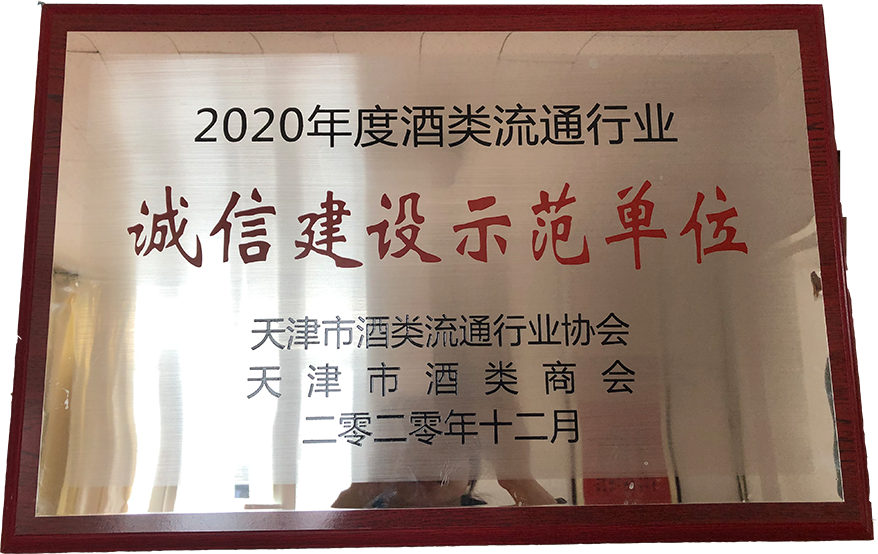 2020年度酒类流通行业
诚信建设示范单位
天津市酒类流通行业协会
天津市酒类商会
二零二零年十二月